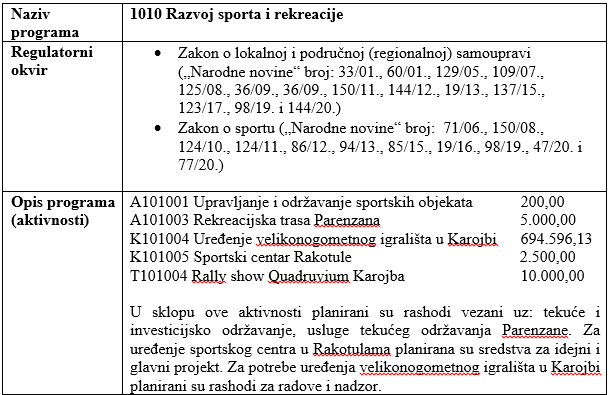 Naziv 1010 Razvoj sporta i rekreacije
programa
Regulatorni
okvir
• Zakon o lokalnoj i područnoj (regionalnoj) samoupravi
(„Narodne novine“ broj: 33/01., 60/01., 129/05., 109/07.,
125/08., 36/09., 36/09., 150/11., 144/12., 19/13., 137/15.,
123/17., 98/19. i 144/20.)
• Zakon o sportu („Narodne novine“ broj: 71/06., 150/08.,
124/10., 124/11., 86/12., 94/13., 85/15., 19/16., 98/19., 47/20. i
77/20.)
Opis programa
(aktivnosti)
A101001 Upravljanje i održavanje sportskih objekata 200,00
A101003 Rekreacijska trasa Parenzana 5.000,00
K101004 Uređenje velikonogometnog igrališta u Karojbi 694.596,13
K101005 Sportski centar Rakotule 2.500,00
T101004 Rally show Quadruvium Karojba 10.000,00
U sklopu ove aktivnosti planirani su rashodi vezani uz: tekuće i
investicijsko održavanje, usluge tekućeg održavanja Parenzane. Za
uređenje sportskog centra u Rakotulama planirana su sredstva za idejni i
glavni projekt. Za potrebe uređenja velikonogometnog igrališta u Karojbi
planirani su rashodi za radove i nadzor.